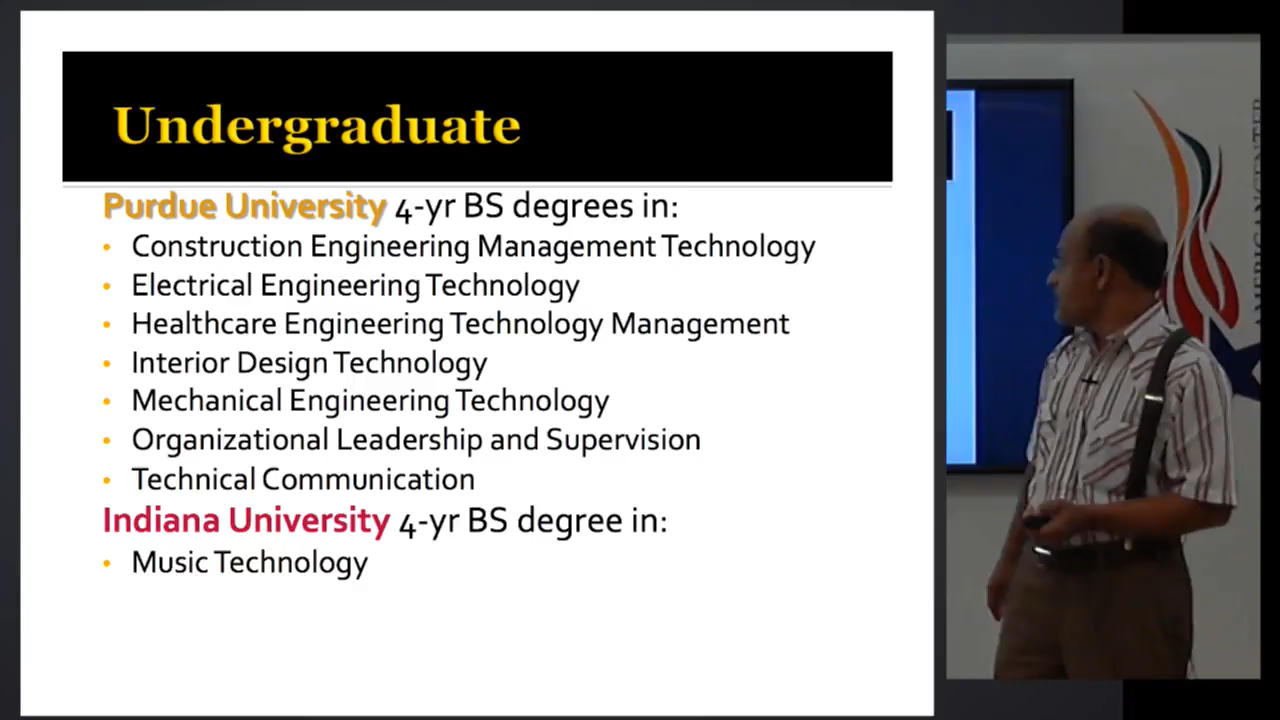 Undergraduate
Purdue University 4-yr BS degrees in:
• Construction Engineering Management Technology
• Electrical Engineering Technology
• Healthcare Engineering Technology Management
• Interior Design Technology
• Mechanical Engineering Technology
• Organizational Leadership and Supervision
• Technical Communication
Indiana University 4-yr BS degree in:
• Music Technology
AMERICANCENTER